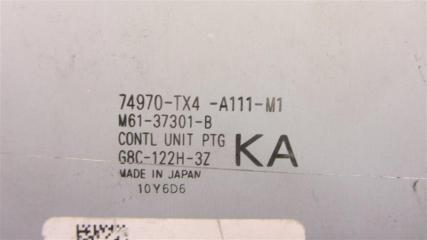 74970-TX4 -A111-M1
M61-37301-B
CONTL UNIT PTG
G8C-122H-3Z
KA
MADE IN JAPAN
10Y6D6